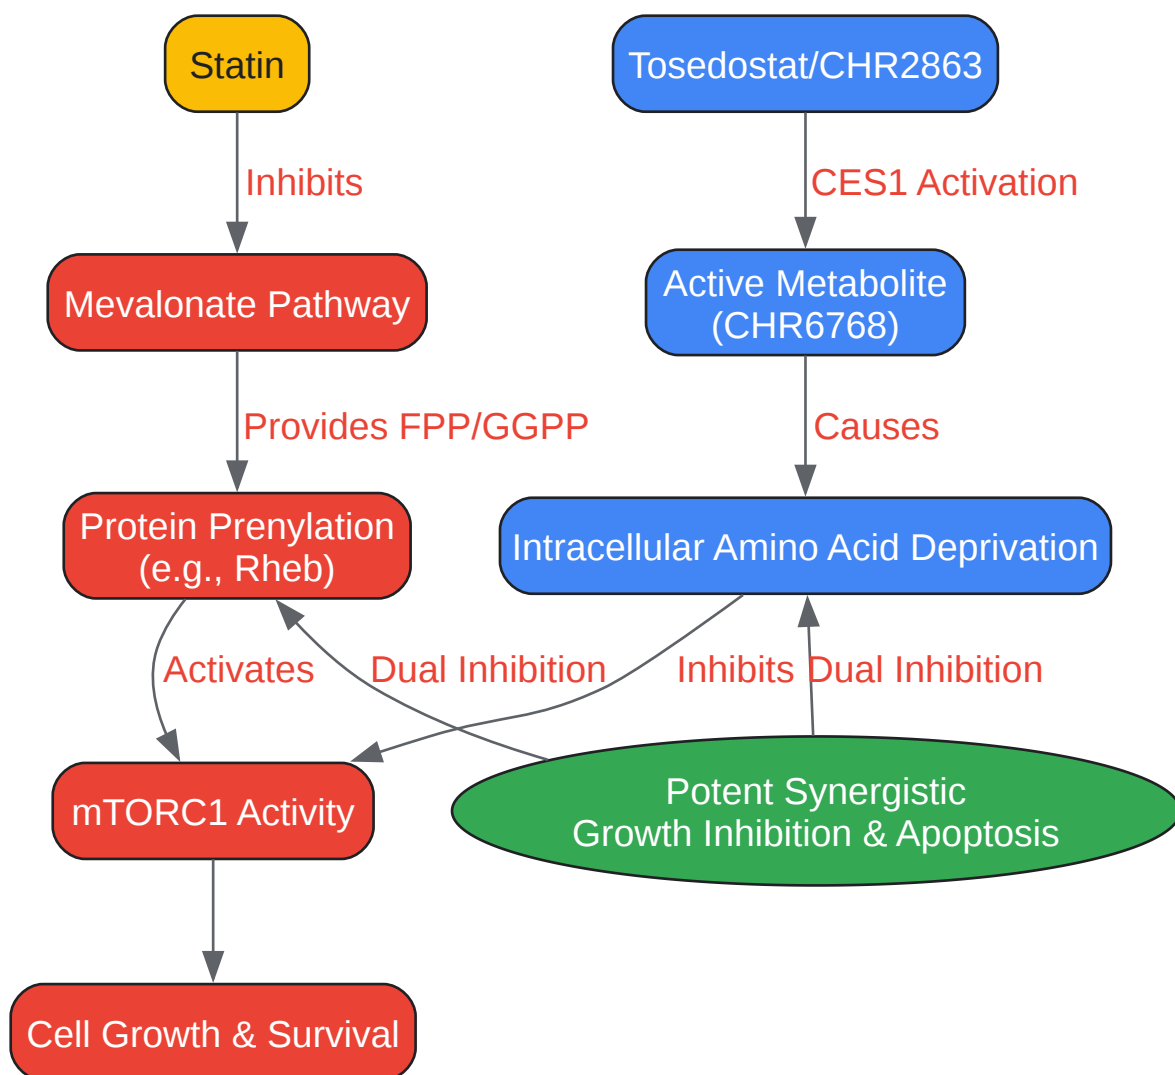 Statin
Tosedostat/CHR2863
Inhibits
CES1 Activation
Mevalonate Pathway
Active Metabolite
(CHR6768)
Provides FPP/GGPP
Causes
Protein Prenylation
(e.g., Rheb)
Intracellular Amino Acid Deprivation
Activates
Dual Inhibition
Inhibits
Dual Inhibition
mTORC1 Activity
Potent Synergistic
Growth Inhibition & Apoptosis
Cell Growth & Survival